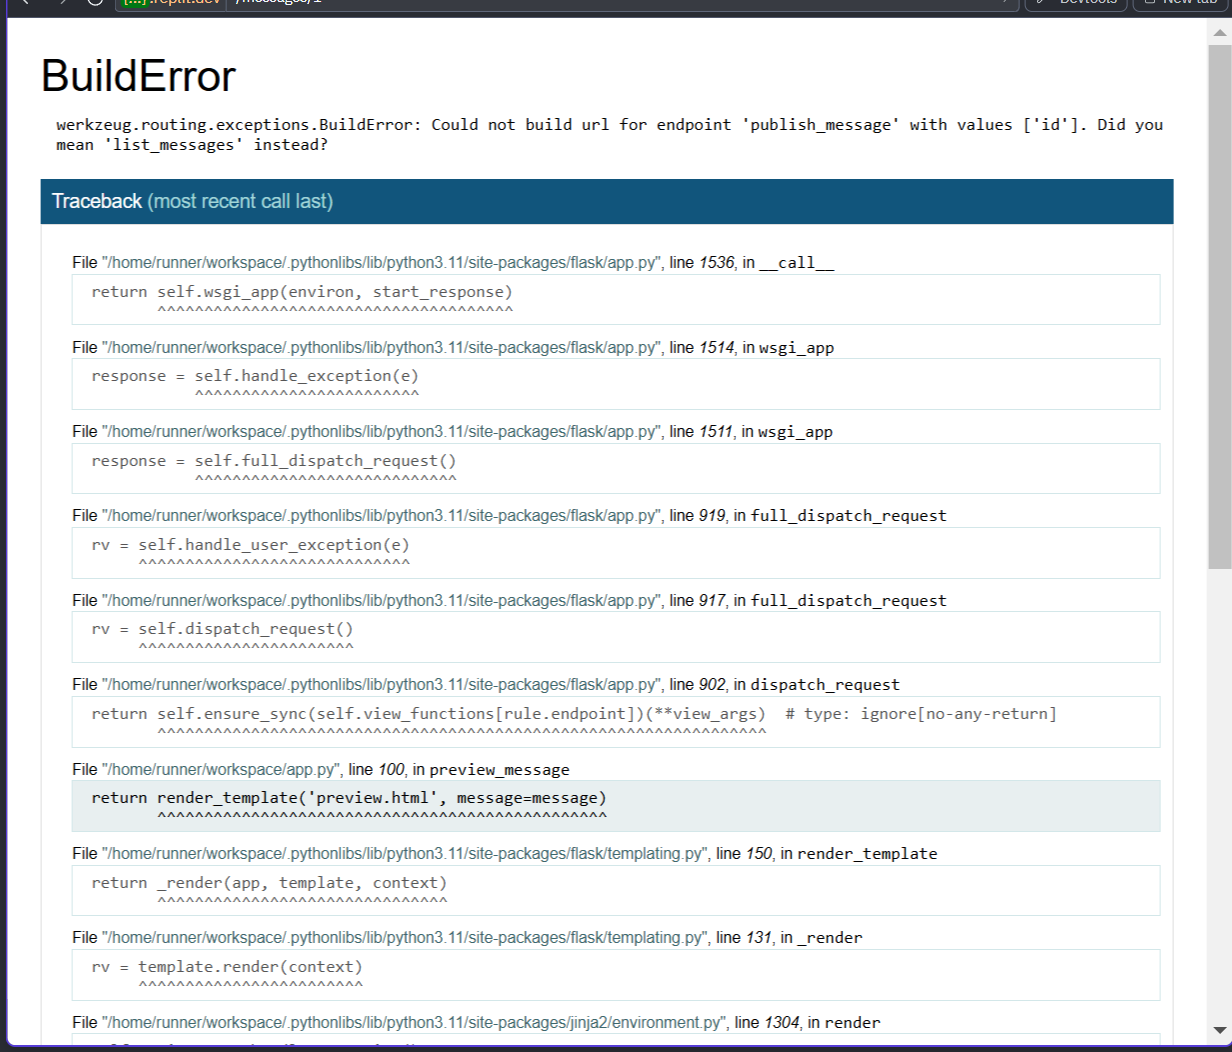 [...].replit.dev
BuildError
werkzeug.routing.exceptions.BuildError: Could not build url for endpoint 'publish_message' with values ['id']. Did you
mean 'list_messages' instead?
Traceback (most recent call last)
File "/home/runner/workspace/.pythonlibs/lib/python3.11/site-packages/flask/app.py", line 1536, in __call__
return self.wsgi_app(environ, start_response)
^^^^^^^^^^^^^^^^^^^^^^^^^^^^^^^^^^^^^^
File "/home/runner/workspace/.pythonlibs/lib/python3.11/site-packages/flask/app.py", line 1514, in wsgi_app
response = self.handle_exception(e)
^^^^^^^^^^^^^^^^^^^^^^^^
File "/home/runner/workspace/.pythonlibs/lib/python3.11/site-packages/flask/app.py", line 1511, in wsgi_app
response = self.full_dispatch_request()
^^^^^^^^^^^^^^^^^^^^^^^^^^^^
File "/home/runner/workspace/.pythonlibs/lib/python3.11/site-packages/flask/app.py", line 919, in full_dispatch_request
rv = self.handle_user_exception(e)
^^^^^^^^^^^^^^^^^^^^^^^^^^^^^
File "/home/runner/workspace/.pythonlibs/lib/python3.11/site-packages/flask/app.py", line 917, in full_dispatch_request
rv = self.dispatch_request()
^^^^^^^^^^^^^^^^^^^^^^^
File "/home/runner/workspace/.pythonlibs/lib/python3.11/site-packages/flask/app.py", line 902, in dispatch_request
return self.ensure_sync(self.view_functions[rule.endpoint])(**view_args)  # type: ignore[no-any-return]
^^^^^^^^^^^^^^^^^^^^^^^^^^^^^^^^^^^^^^^^^^^^^^^^^^^^^^^^^^^^^^^^^
File "/home/runner/workspace/app.py", line 100, in preview_message
return render_template('preview.html', message=message)
^^^^^^^^^^^^^^^^^^^^^^^^^^^^^^^^^^^^^^^^^^^^^^^^
File "/home/runner/workspace/.pythonlibs/lib/python3.11/site-packages/flask/templating.py", line 150, in render_template
return _render(app, template, context)
^^^^^^^^^^^^^^^^^^^^^^^^^^^^^^^
File "/home/runner/workspace/.pythonlibs/lib/python3.11/site-packages/flask/templating.py", line 131, in _render
rv = template.render(context)
^^^^^^^^^^^^^^^^^^^^^^^^
File "/home/runner/workspace/.pythonlibs/lib/python3.11/site-packages/jinja2/environment.py", line 1304, in render